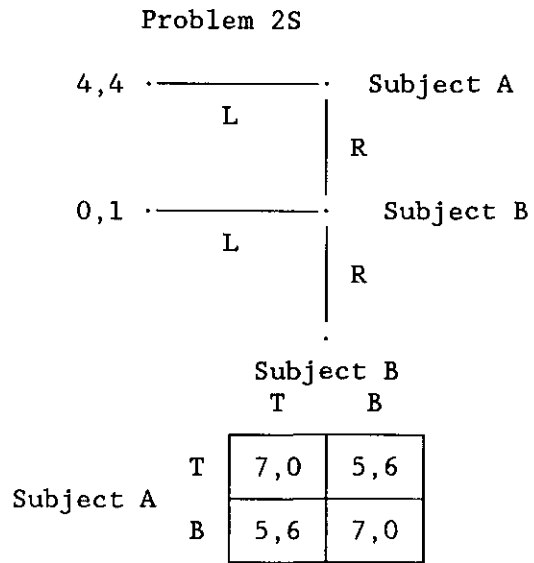 Problem 2S
4,4 Subject A
L
R
0,1 Subject B
L
R
Subject B
T B
T 7,0 5,6
Subject A
B 5,6 7,0